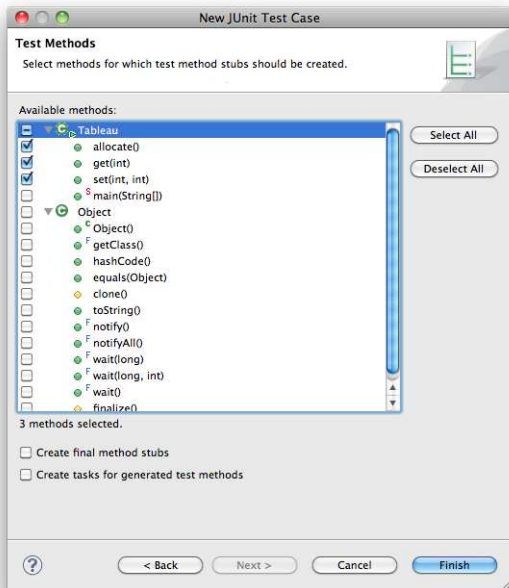 New JUnit Test Case
Test Methods
Select methods for which test method stubs should be created.
Available methods:
Tableau
allocate()
get(int)
set(int, int)
S main(String[])
Object
C Object()
F getClass()
hashCode()
equals(Object)
clone()
toString()
F notify()
F notifyAll()
F wait(long)
F wait(long, int)
F wait()
finalize()
Select All
Deselect All
3 methods selected.
Create final method stubs
Create tasks for generated test methods
? < Back Next > Cancel Finish